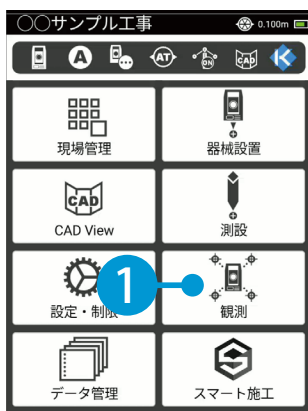 ○○サンプル工事 0.100m
A AT ON CAD
現場管理 器械設置
CAD
CAD View 測設
設定・制限 1 観測
データ管理 スマート施工